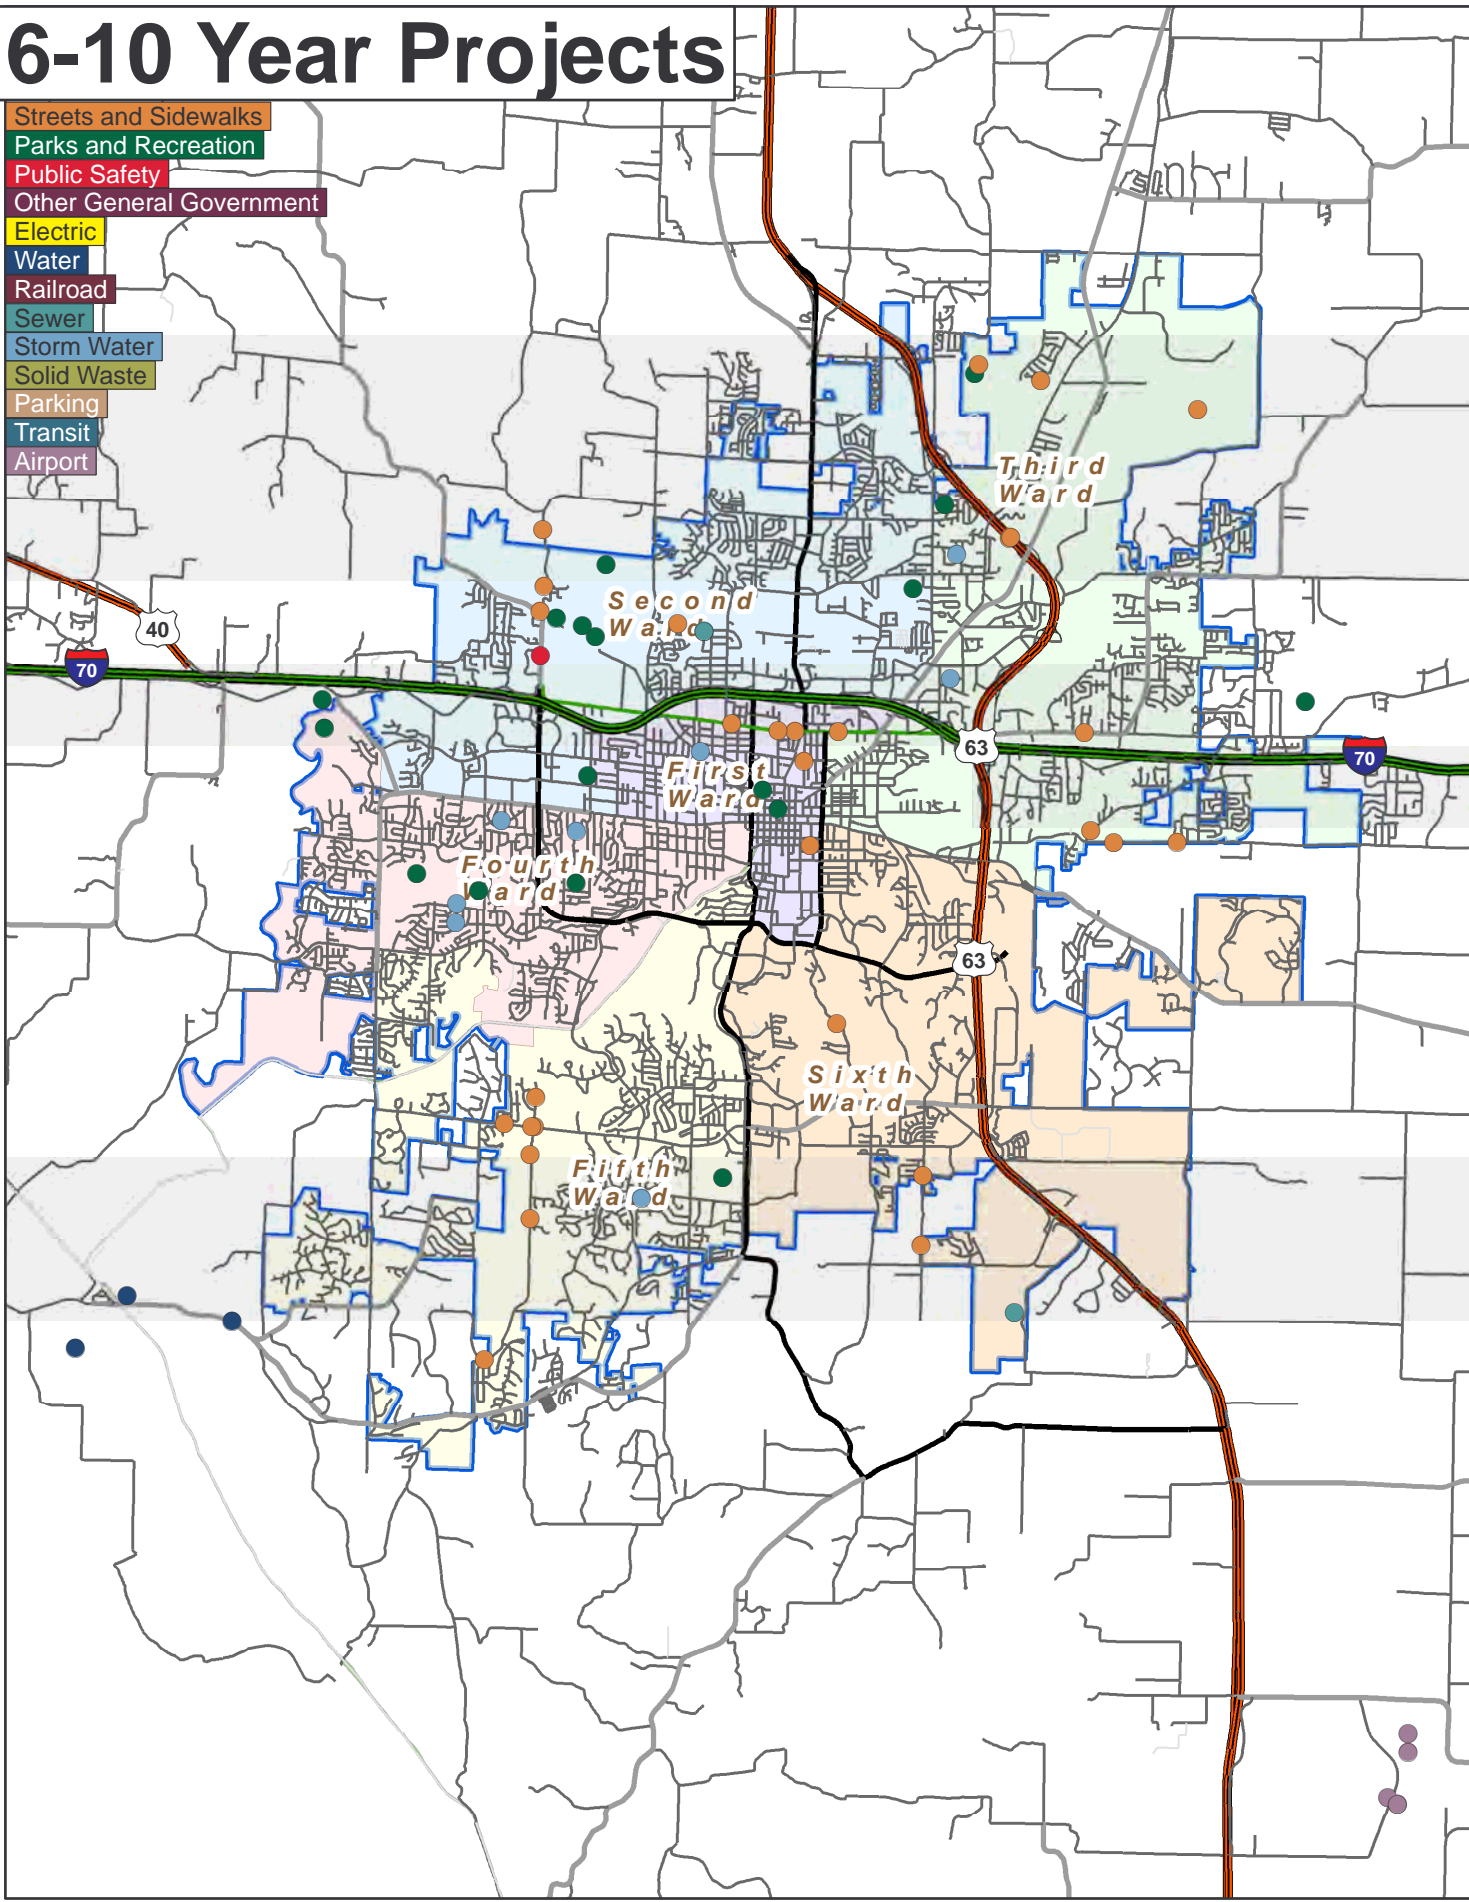 6-10 Year Projects
Streets and Sidewalks
Parks and Recreation
Public Safety
Other General Government
Electric
Water
Railroad
Sewer
Storm Water
Solid Waste
Parking
Transit
Airport
Third
Ward
Second
Ward
40
70
63
70
First
Ward
Fourth
Ward
63
Sixth
Ward
Fifth
Ward